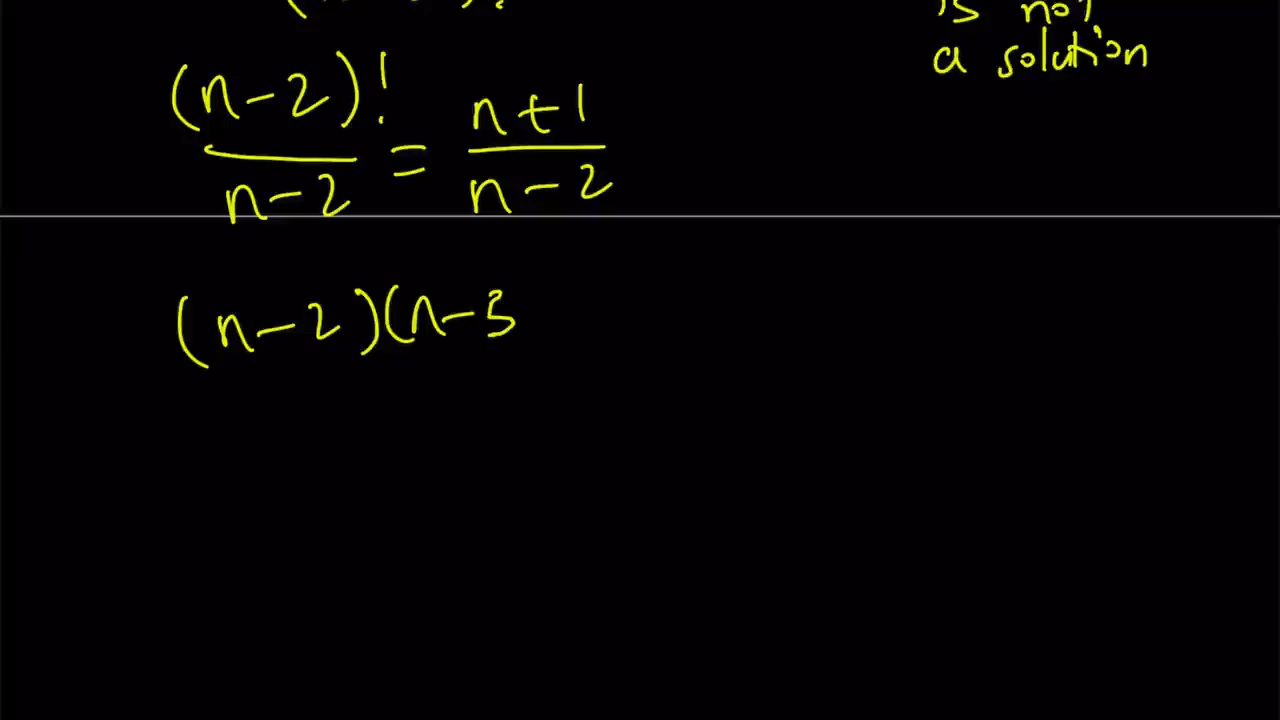 is not
a solution
(n-2)!
n-2
=
n+1
n-2
(n-2)(n-3